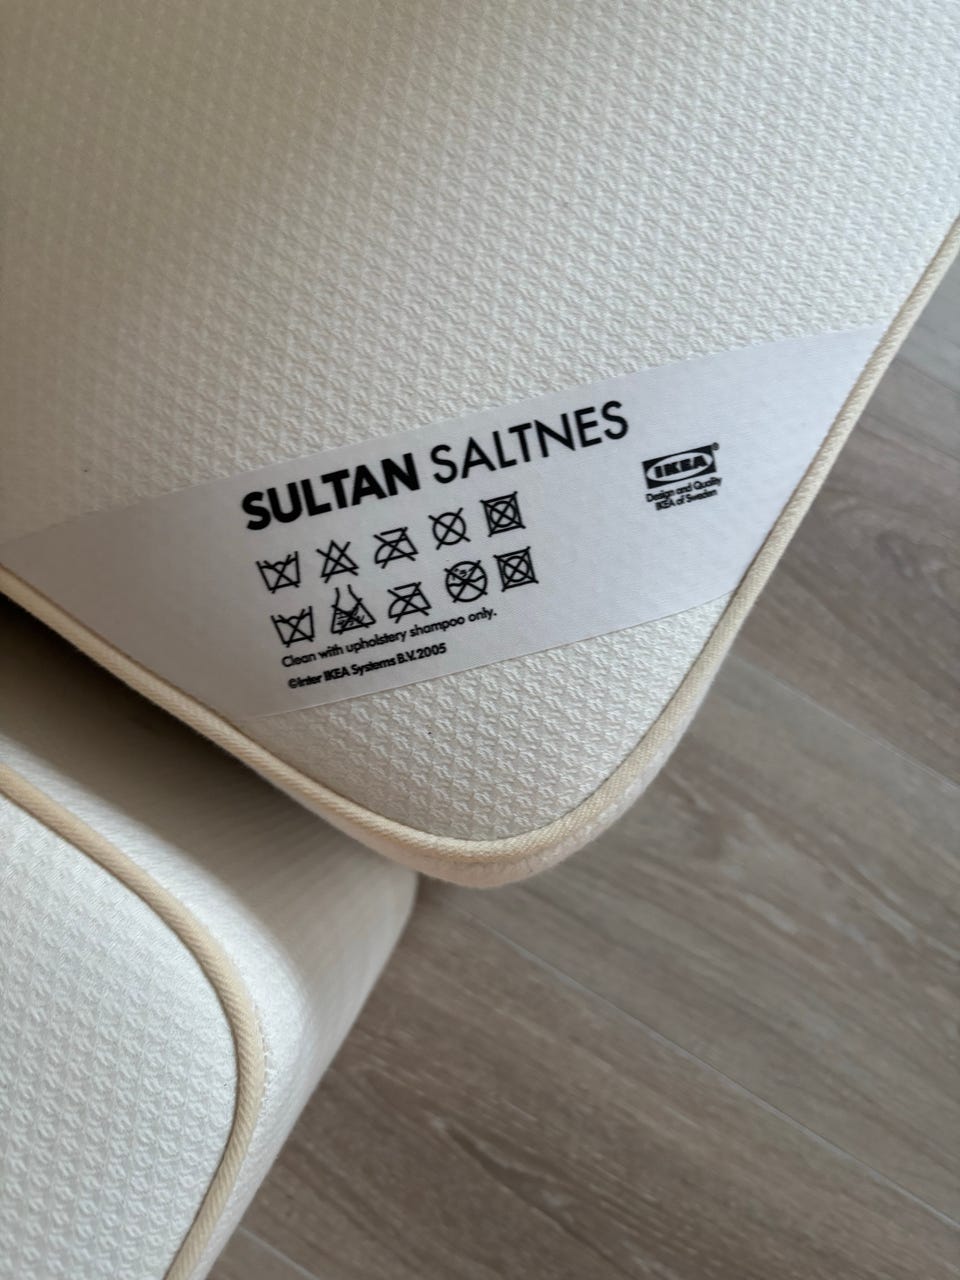 SULTAN SALTNES
IKEA®
Design and Quality
IKEA of Sweden
Clean with upholstery shampoo only.
©Inter IKEA Systems B.V. 2005